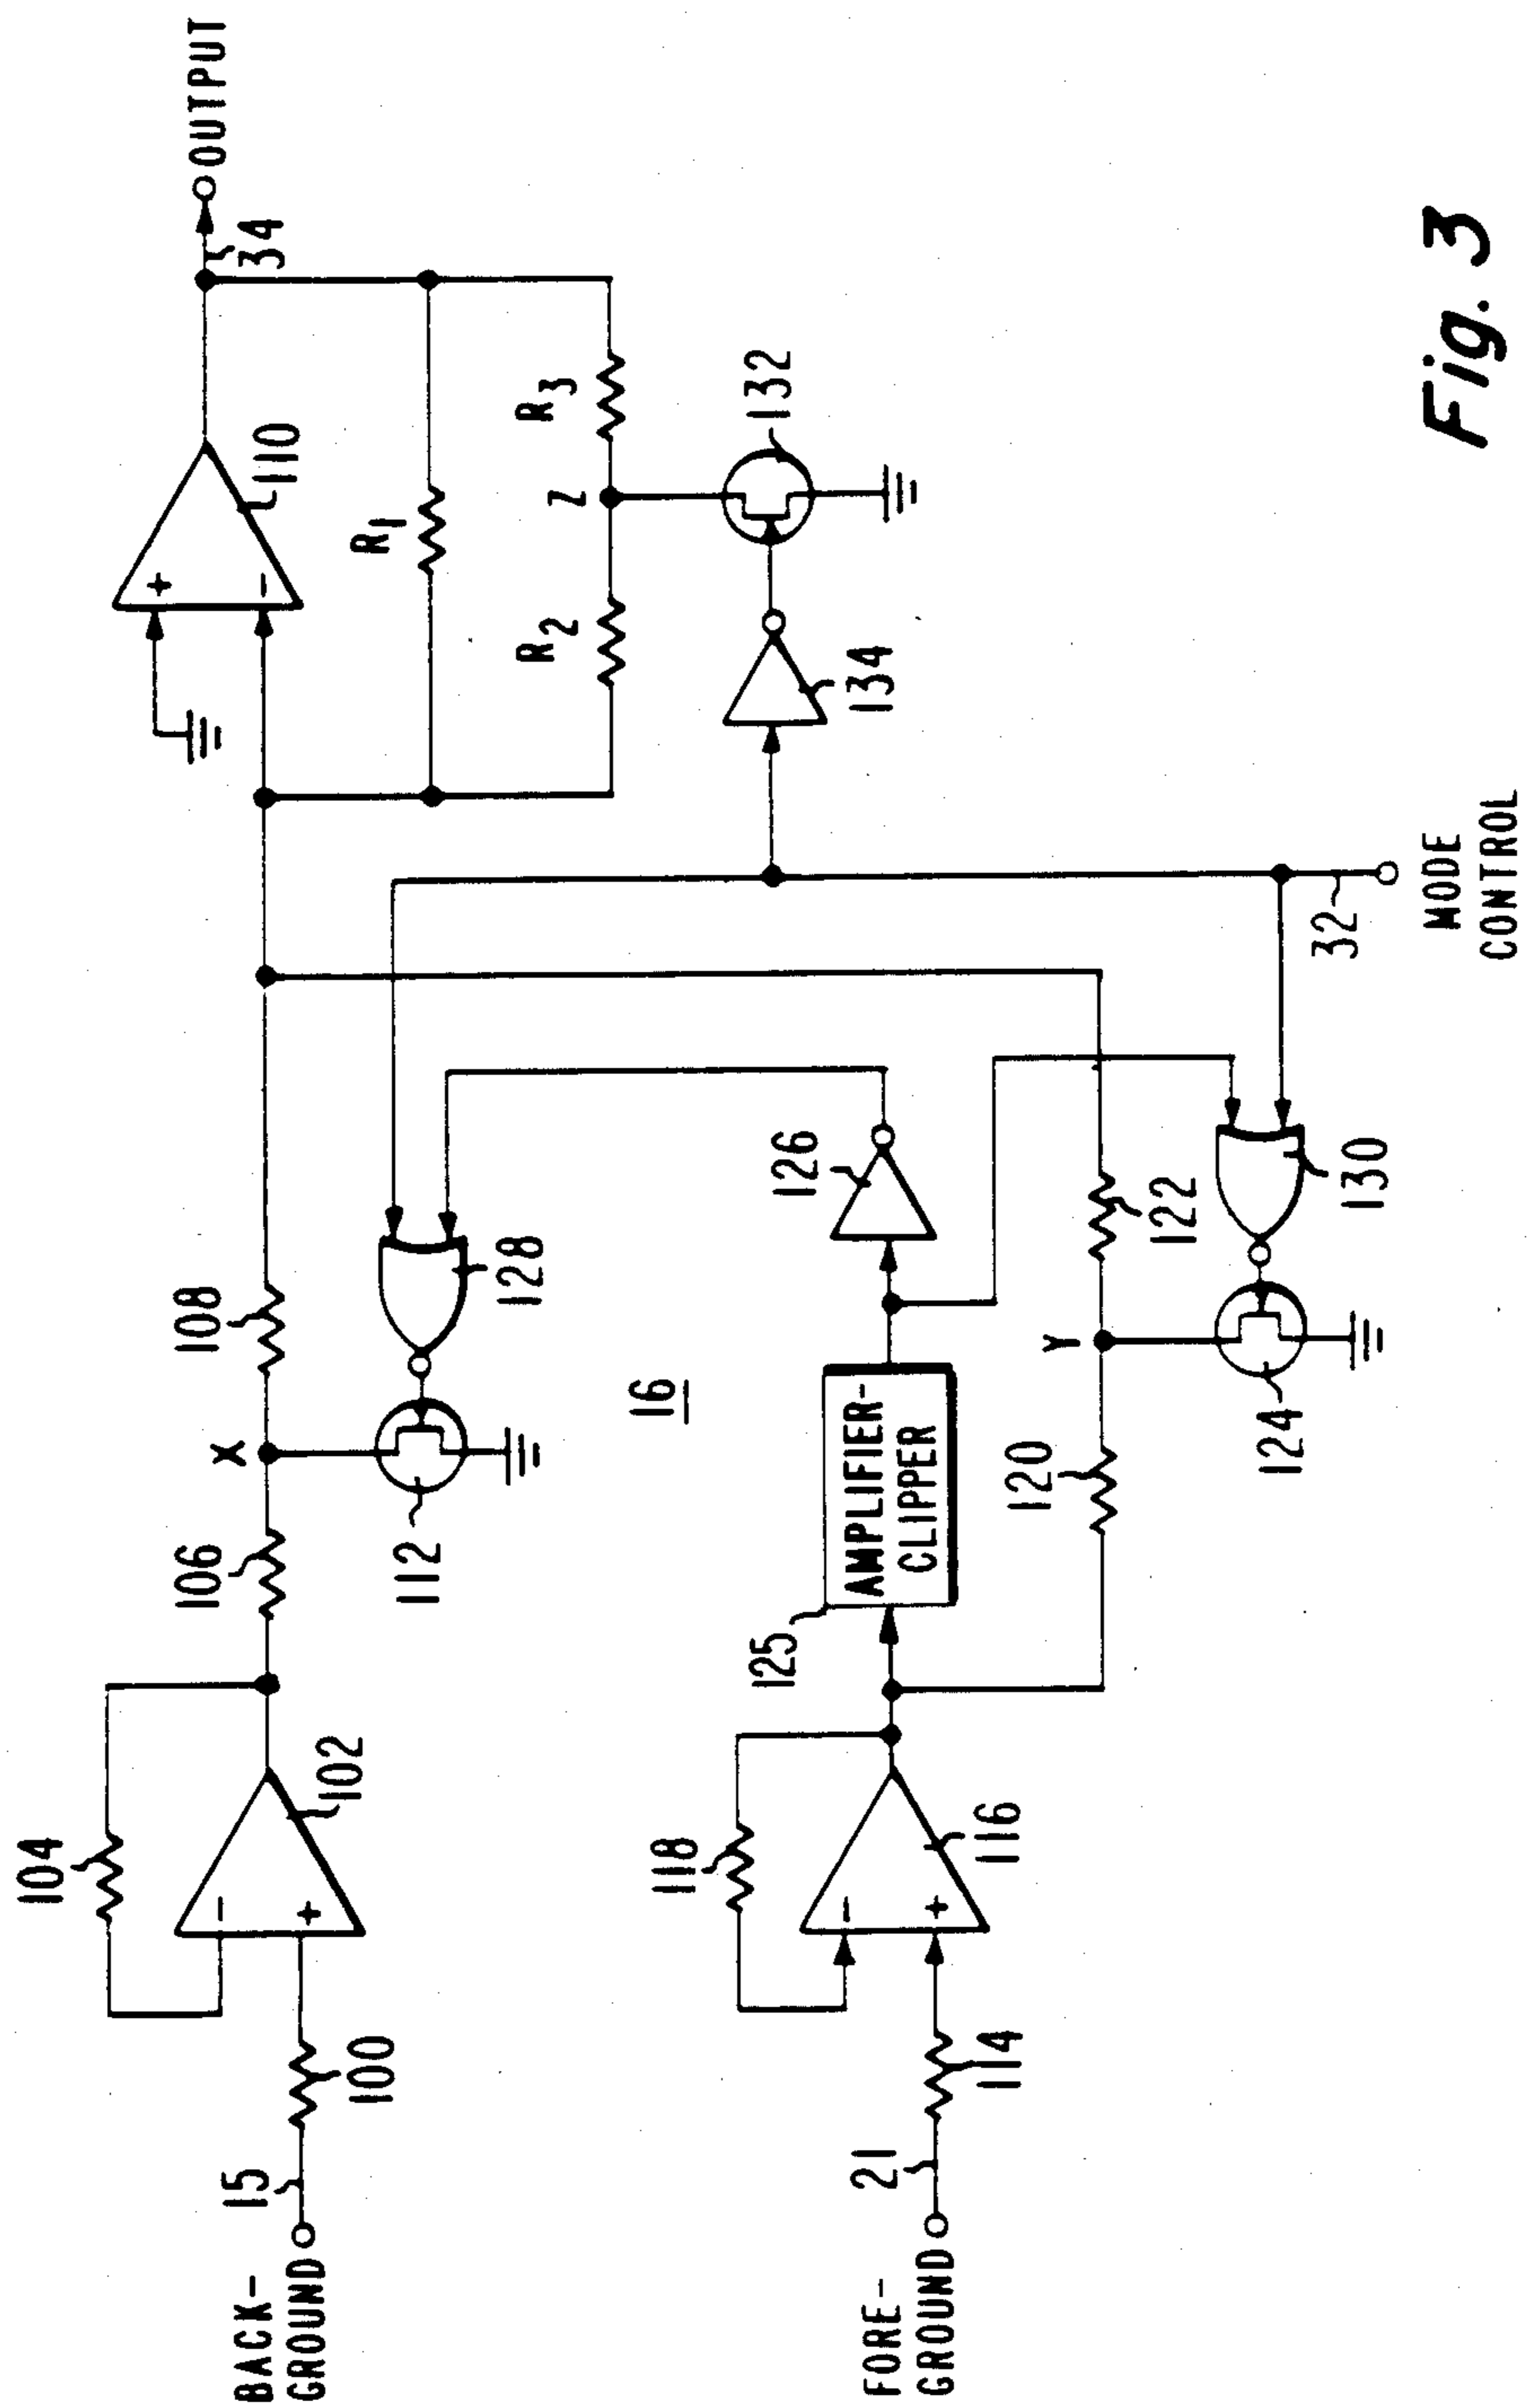 BACK-
GROUND
15
100
104
102
106
X
108
112
128
110
+
-
-
+
R1
R2
Z
R3
132
134
34
OUTPUT
16
FORE-
GROUND
21
114
118
-
+
116
125
AMPLIFIER-
CLIPPER
126
120
Y
122
124
130
32
MODE
CONTROL
Fig. 3